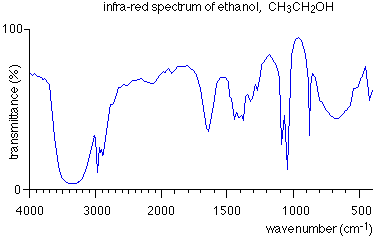 infra-red spectrum of ethanol, CH3CH2OH
100
transmittance (%)
0
4000 3000 2000 1500 1000 500
wavenumber (cm-1)